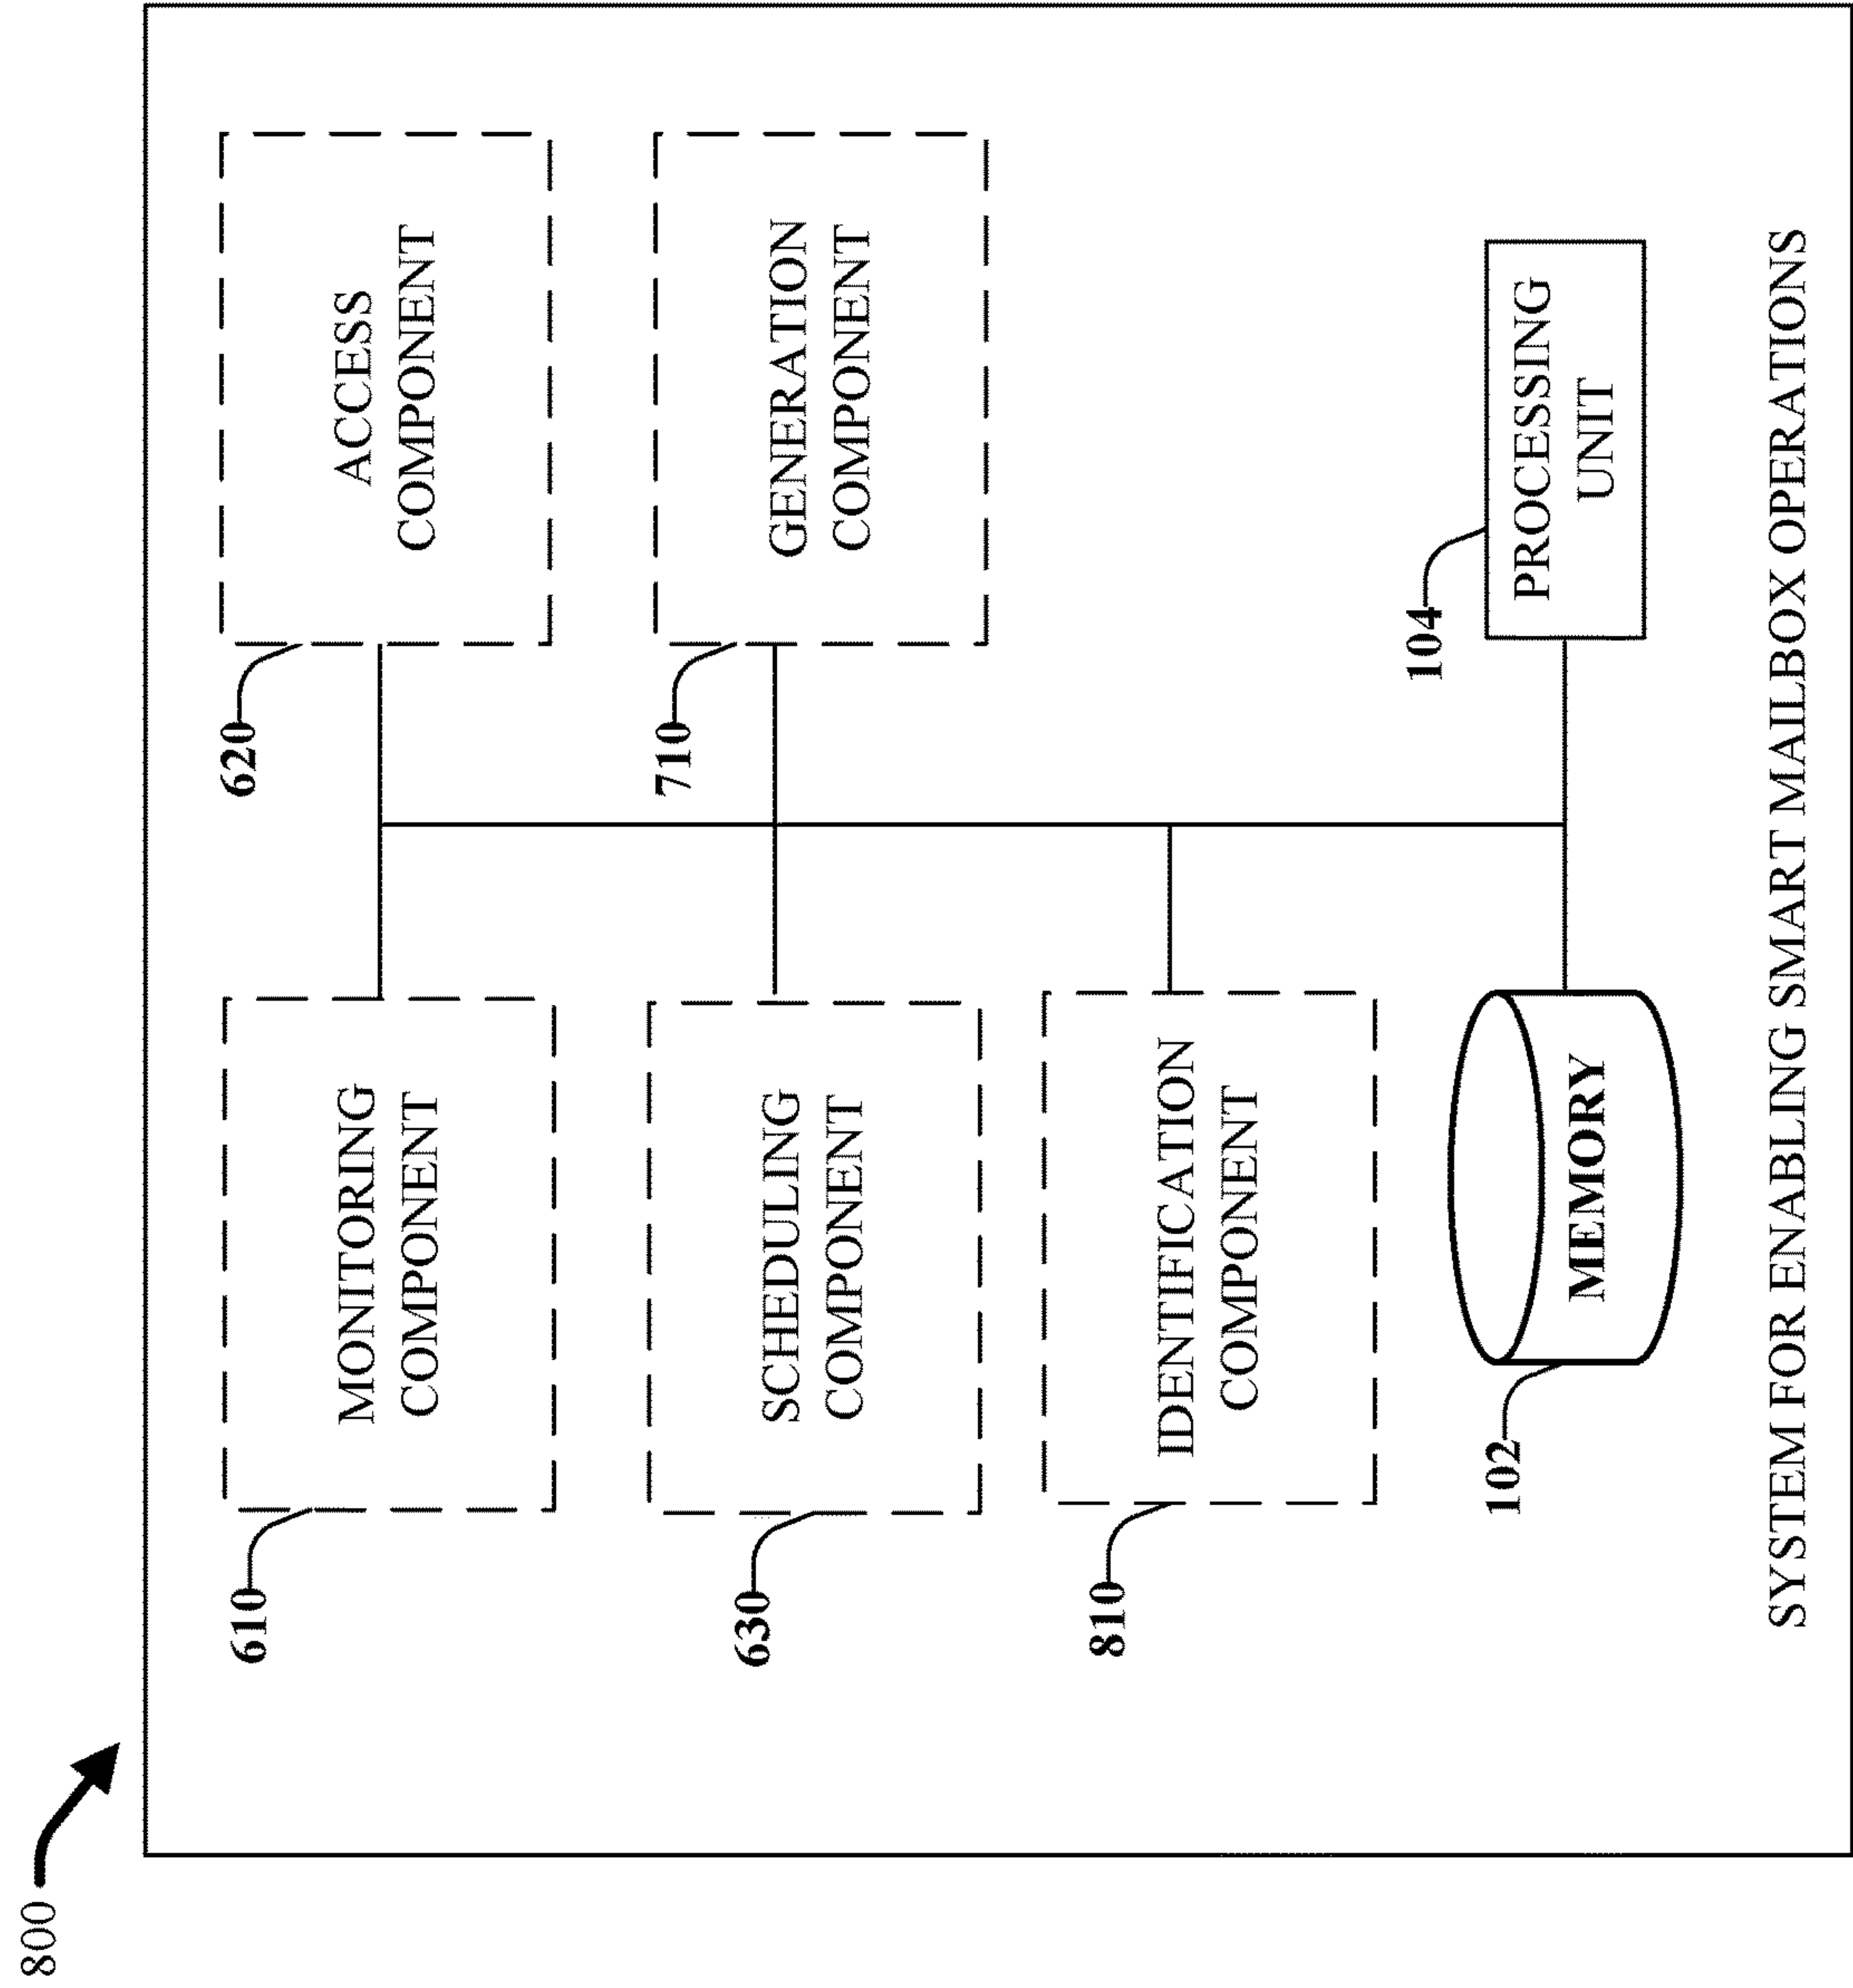 800
610
MONITORING
COMPONENT
620
ACCESS
COMPONENT
630
SCHEDULING
COMPONENT
710
GENERATION
COMPONENT
810
IDENTIFICATION
COMPONENT
102
MEMORY
104
PROCESSING
UNIT
SYSTEM FOR ENABLING SMART MAILBOX OPERATIONS